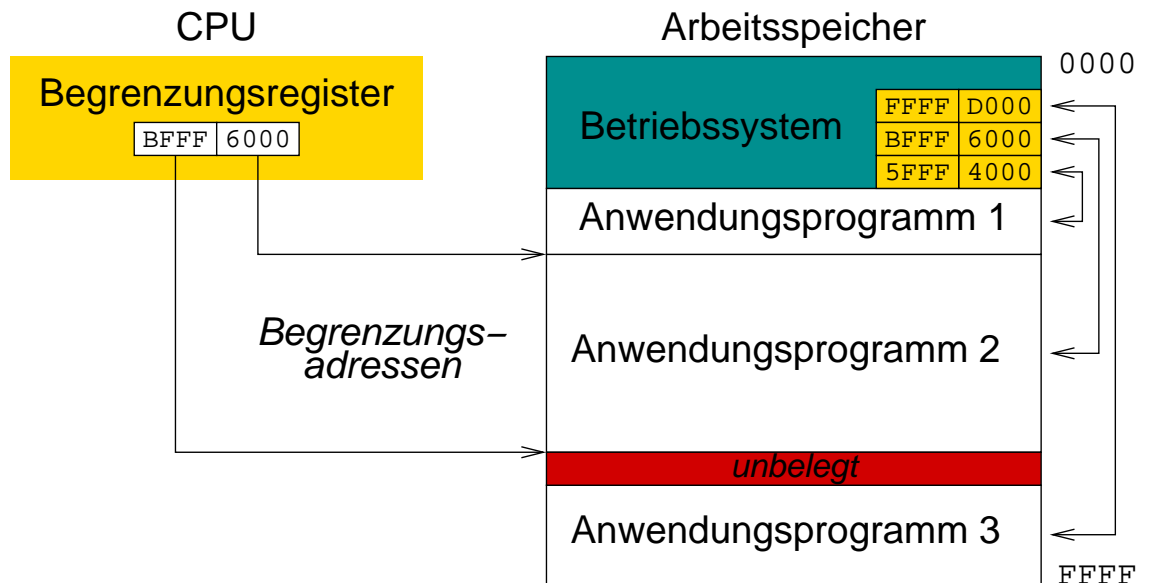 CPU
Begrenzungsregister
BFFF 6000
Begrenzungs–
adressen
Arbeitsspeicher
0000
Betriebssystem
FFFF D000
BFFF 6000
5FFF 4000
Anwendungsprogramm 1
Anwendungsprogramm 2
unbelegt
Anwendungsprogramm 3
FFFF